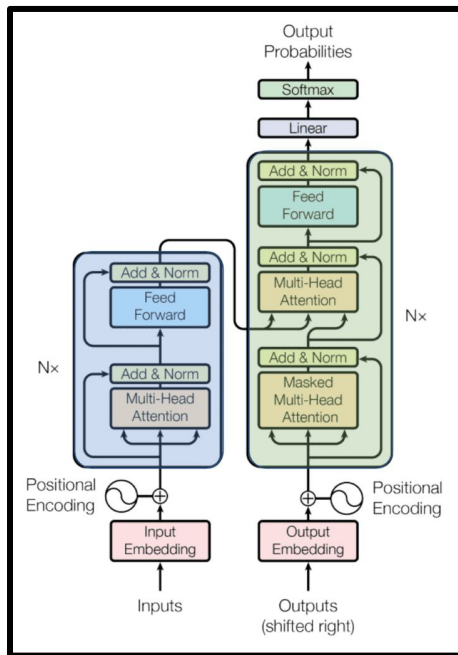 Output
Probabilities
Softmax
Linear
Add & Norm
Feed
Forward
Add & Norm
Multi-Head
Attention
Add & Norm
Masked
Multi-Head
Attention
N×
Add & Norm
Feed
Forward
Add & Norm
Multi-Head
Attention
N×
Positional
Encoding
Positional
Encoding
Input
Embedding
Output
Embedding
Inputs
Outputs
(shifted right)